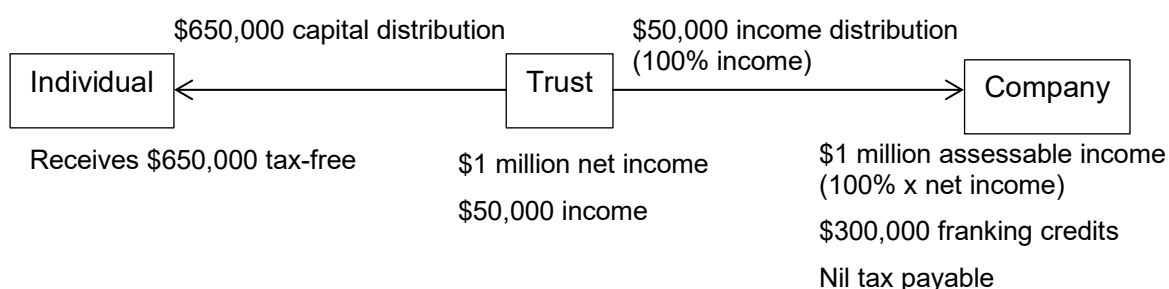 $650,000 capital distribution
$50,000 income distribution
(100% income)
Individual
Trust
Company
Receives $650,000 tax-free
$1 million net income
$50,000 income
$1 million assessable income
(100% x net income)
$300,000 franking credits
Nil tax payable